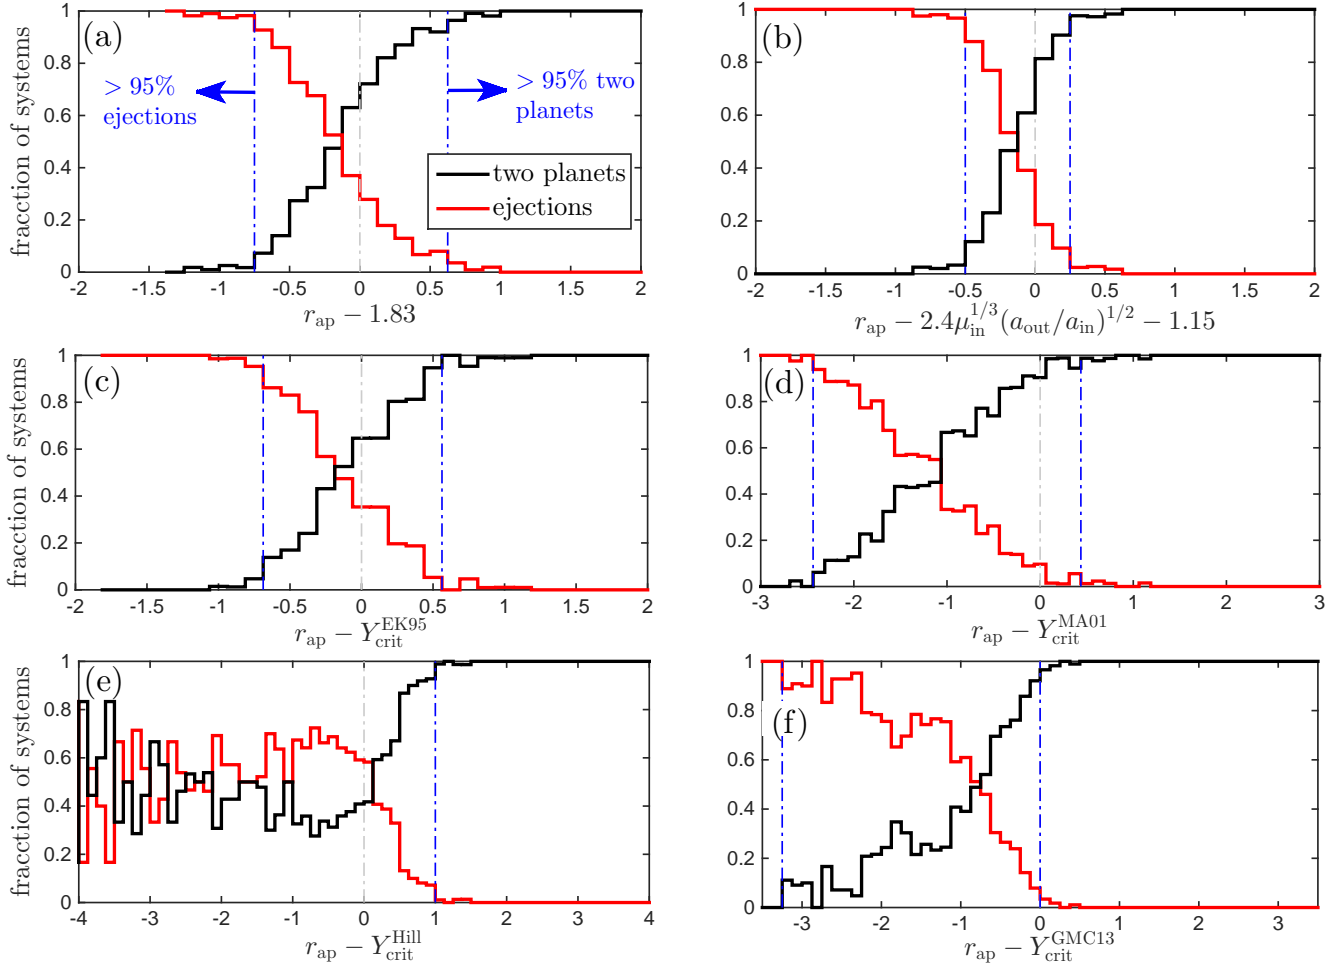 (a)
> 95%
ejections
> 95% two
planets
two planets
ejections
fracction of systems
1
0.8
0.6
0.4
0.2
0
-2 -1.5 -1 -0.5 0 0.5 1 1.5 2
r_ap − 1.83
(b)
1
0.8
0.6
0.4
0.2
0
-2 -1.5 -1 -0.5 0 0.5 1 1.5 2
r_ap − 2.4μ_in^{1/3}(a_out/a_in)^{1/2} − 1.15
(c)
fracction of systems
1
0.8
0.6
0.4
0.2
0
-2 -1.5 -1 -0.5 0 0.5 1 1.5 2
r_ap − Y_crit^EK95
(d)
1
0.8
0.6
0.4
0.2
0
-3 -2 -1 0 1 2 3
r_ap − Y_crit^MA01
(e)
fracction of systems
1
0.8
0.6
0.4
0.2
0
-4 -3 -2 -1 0 1 2 3 4
r_ap − Y_crit^Hill
(f)
1
0.8
0.6
0.4
0.2
0
-3 -2 -1 0 1 2 3
r_ap − Y_crit^GMC13